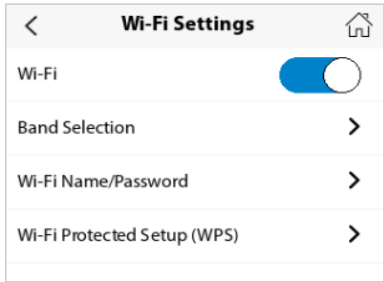 Wi-Fi Settings
Wi-Fi
Band Selection
Wi-Fi Name/Password
Wi-Fi Protected Setup (WPS)